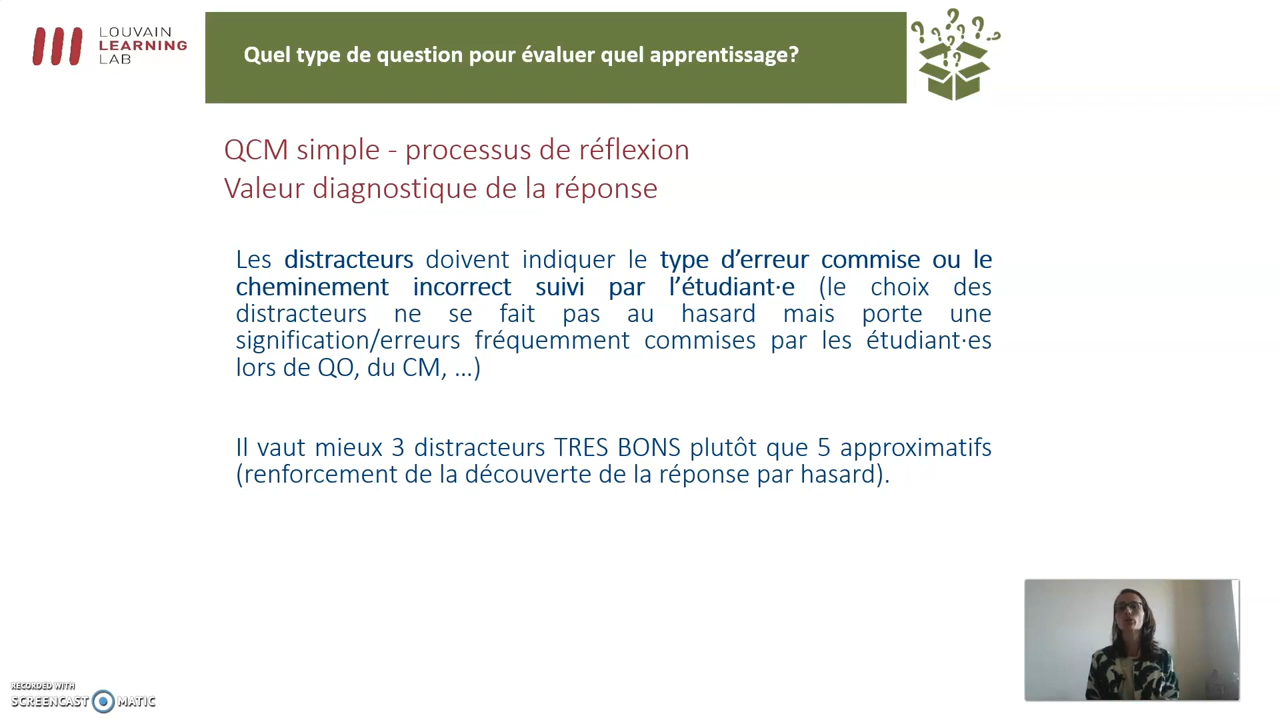 LOUVAIN
LEARNING
LAB
Quel type de question pour évaluer quel apprentissage?
QCM simple - processus de réflexion
Valeur diagnostique de la réponse
Les distracteurs doivent indiquer le type d’erreur commise ou le
cheminement incorrect suivi par l’étudiant·e (le choix des
distracteurs ne se fait pas au hasard mais porte une
signification/erreurs fréquemment commises par les étudiant·es
lors de QO, du CM, …)
Il vaut mieux 3 distracteurs TRES BONS plutôt que 5 approximatifs
(renforcement de la découverte de la réponse par hasard).
RECORDED WITH
SCREENCAST MATIC